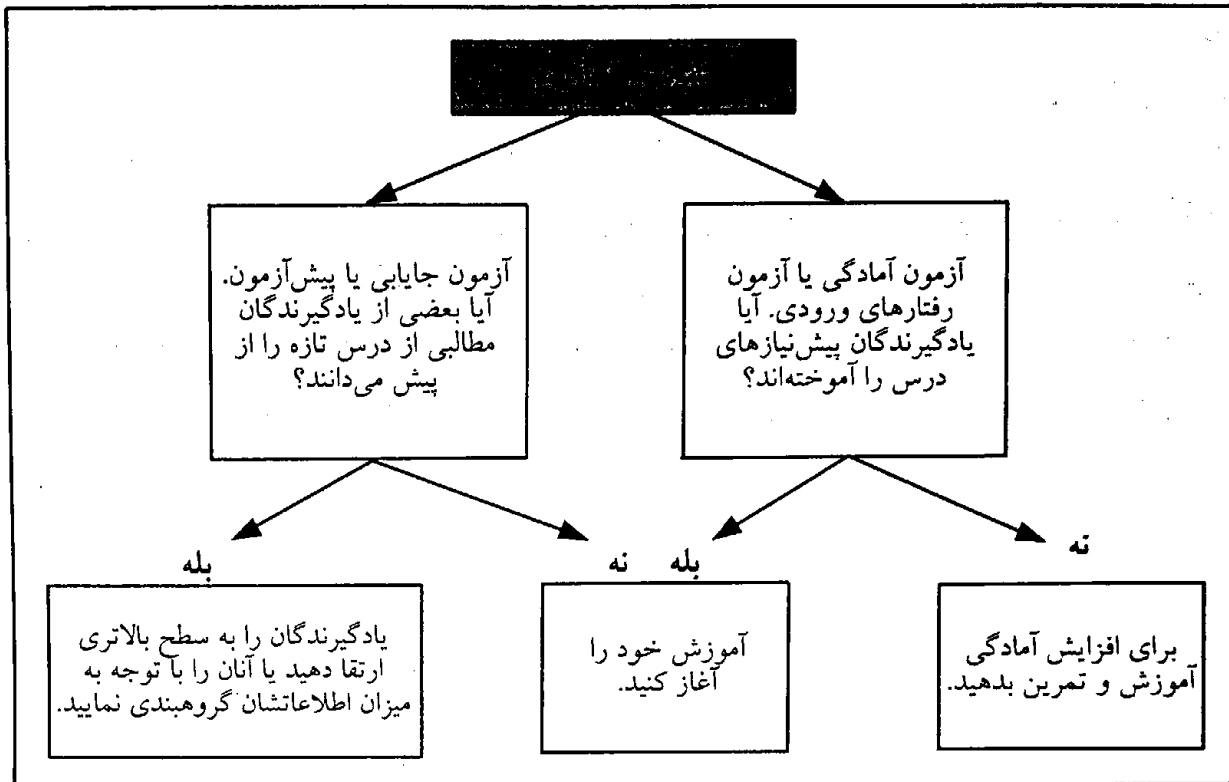 آزمون آمادگی یا آزمون
رفتارهای ورودی. آیا
یادگیرندگان پیش‌نیازهای
درس را آموخته‌اند؟
آزمون جایابی یا پیش‌آزمون.
آیا بعضی از یادگیرندگان
مطالبی از درس تازه را از
پیش می‌دانند؟
نه
بله
نه
بله
برای افزایش آمادگی
آموزش و تمرین بدهید.
آموزش خود را
آغاز کنید.
یادگیرندگان را به سطح بالاتری
ارتقا دهید یا آنان را با توجه به
میزان اطلاعاتشان گروهبندی نمایید.